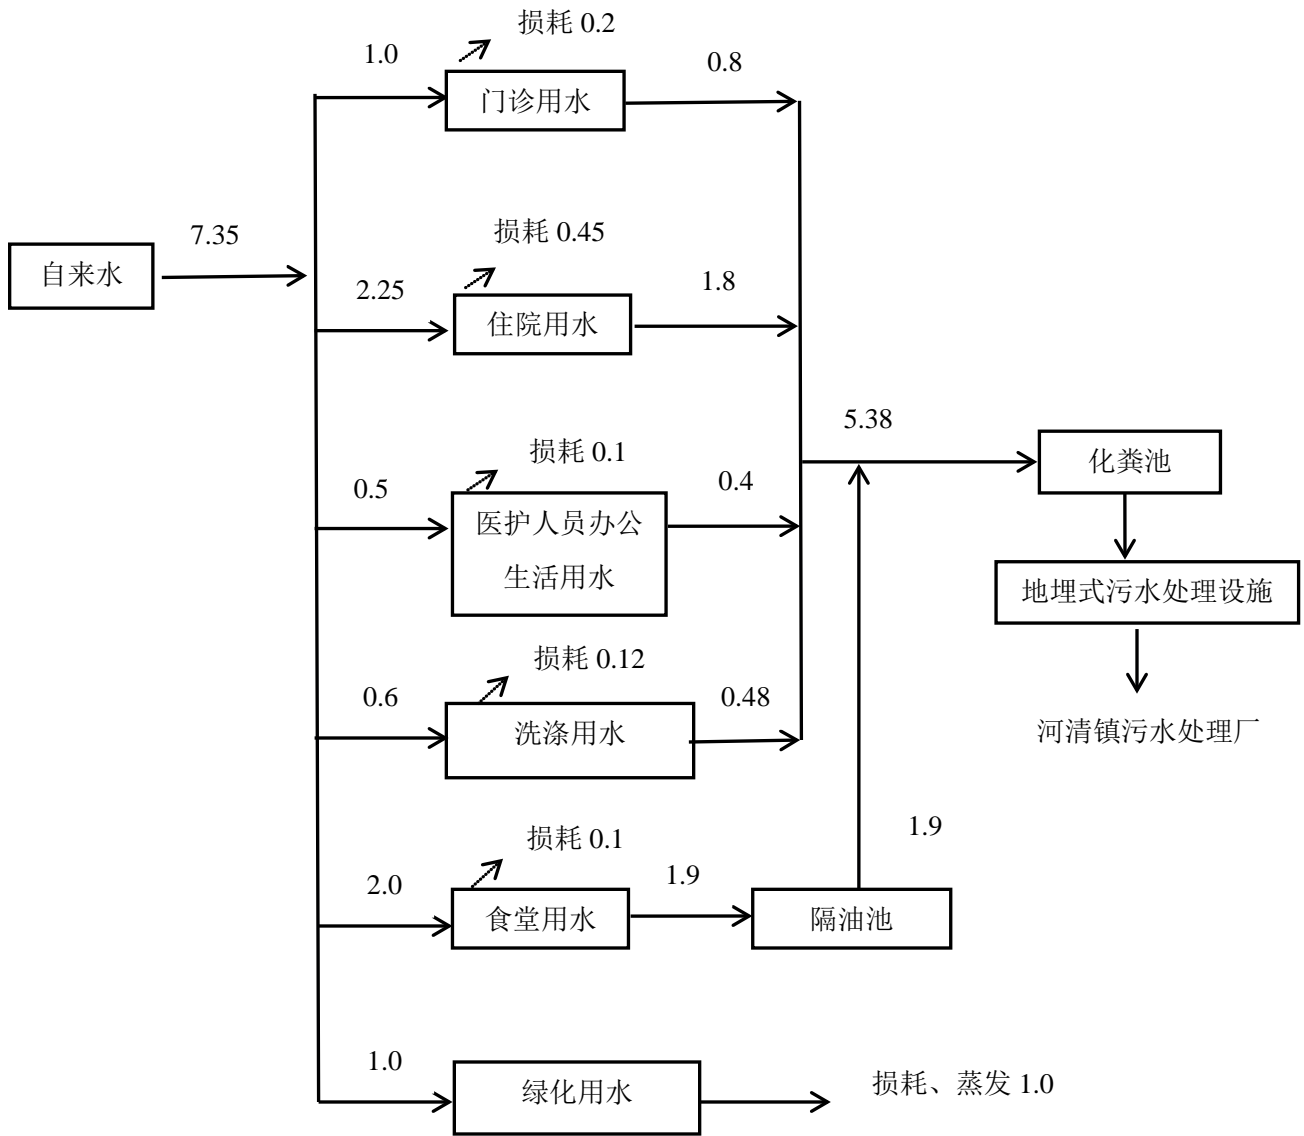 损耗 0.2
1.0
0.8
门诊用水
损耗 0.45
7.35
自来水
2.25
1.8
住院用水
5.38
损耗 0.1
化粪池
0.5
0.4
医护人员办公
生活用水
地埋式污水处理设施
损耗 0.12
0.6
0.48
洗涤用水
河清镇污水处理厂
损耗 0.1
1.9
2.0
1.9
食堂用水
隔油池
1.0
绿化用水
损耗、蒸发 1.0